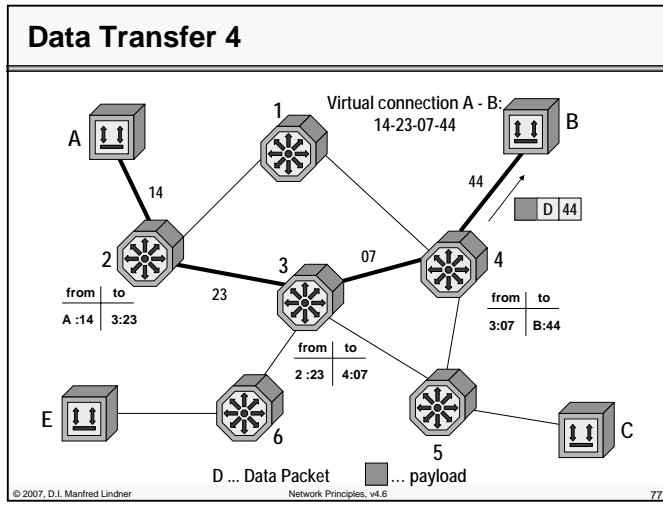 Data Transfer 4
Virtual connection A - B:
14-23-07-44
A
1
B
14
44
D 44
2
3
07
4
23
from to
A :14 3:23
from to
3:07 B:44
from to
2 :23 4:07
E
6
5
C
D ... Data Packet ... payload
© 2007, D.I. Manfred Lindner
Network Principles, v4.6
77